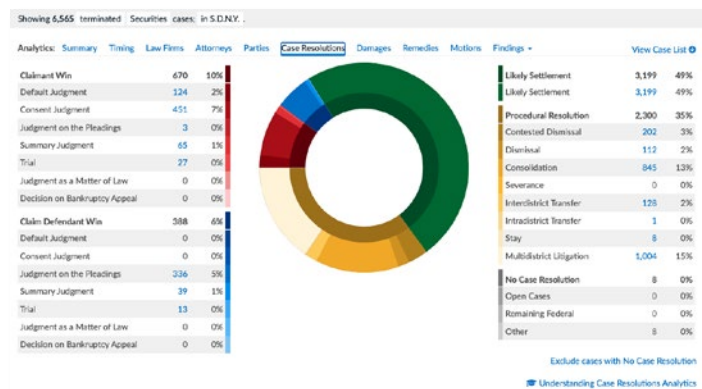 Showing 6,565 terminated Securities cases; in S.D.N.Y. .
Analytics: Summary Timing Law Firms Attorneys Parties Case Resolutions Damages Remedies Motions Findings View Case List
Claimant Win 670 10%
Default Judgment 124 2%
Consent Judgment 451 7%
Judgment on the Pleadings 3 0%
Summary Judgment 65 1%
Trial 27 0%
Judgment as a Matter of Law 0 0%
Decision on Bankruptcy Appeal 0 0%
Claim Defendant Win 388 6%
Default Judgment 0 0%
Consent Judgment 0 0%
Judgment on the Pleadings 336 5%
Summary Judgment 39 1%
Trial 13 0%
Judgment as a Matter of Law 0 0%
Decision on Bankruptcy Appeal 0 0%
Likely Settlement 3,199 49%
Likely Settlement 3,199 49%
Procedural Resolution 2,300 35%
Contested Dismissal 202 3%
Dismissal 112 2%
Consolidation 845 13%
Severance 0 0%
Interdistrict Transfer 128 2%
Intradistrict Transfer 1 0%
Stay 8 0%
Multidistrict Litigation 1,004 15%
No Case Resolution 8 0%
Open Cases 0 0%
Remaining Federal 0 0%
Other 8 0%
Exclude cases with No Case Resolution
Understanding Case Resolutions Analytics